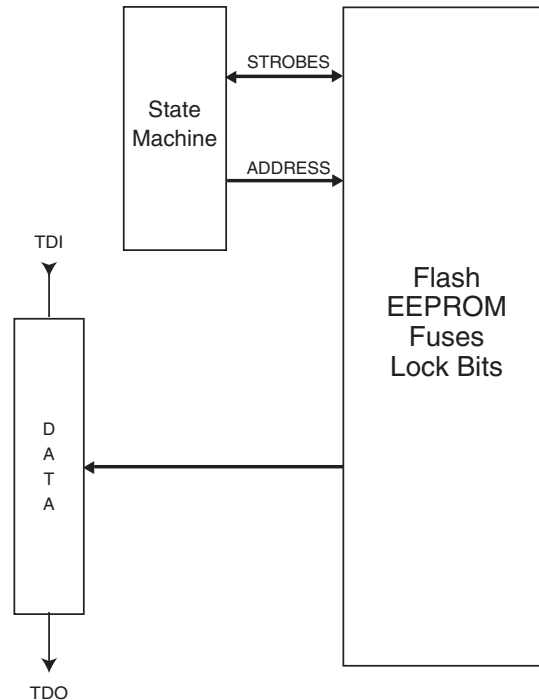 STROBES
State
Machine
ADDRESS
TDI
Flash
EEPROM
Fuses
Lock Bits
D
A
T
A
TDO